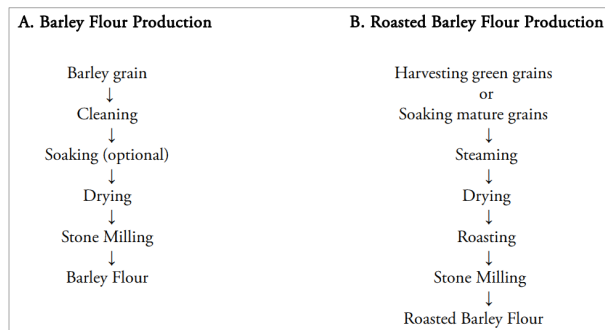 A. Barley Flour Production
Barley grain
↓
Cleaning
↓
Soaking (optional)
↓
Drying
↓
Stone Milling
↓
Barley Flour
B. Roasted Barley Flour Production
Harvesting green grains
or
Soaking mature grains
↓
Steaming
↓
Drying
↓
Roasting
↓
Stone Milling
↓
Roasted Barley Flour